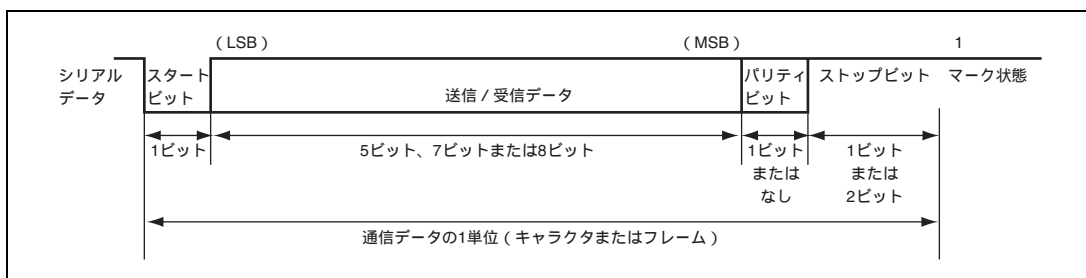 （LSB）
（MSB）
1
シリアル
データ
スタート
ビット
送信 / 受信データ
パリティ
ビット
ストップビット
マーク状態
1ビット
5ビット、7ビットまたは8ビット
1ビット
または
なし
1ビット
または
2ビット
通信データの1単位（キャラクタまたはフレーム）